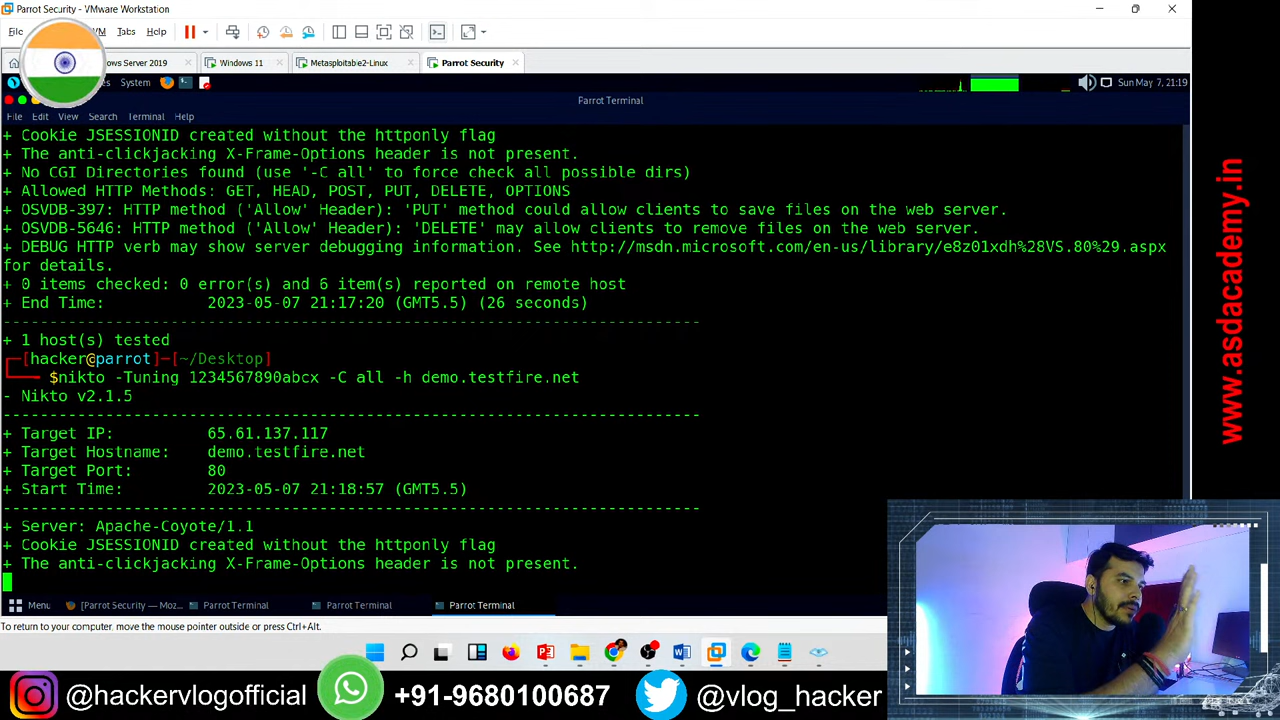 Parrot Security - VMware Workstation
File VM Tabs Help
ows Server 2019 Windows 11 Metasploitable2-Linux Parrot Security
System Sun May 7, 21:19
Parrot Terminal
File Edit View Search Terminal Help
+ Cookie JSESSIONID created without the httponly flag
+ The anti-clickjacking X-Frame-Options header is not present.
+ No CGI Directories found (use '-C all' to force check all possible dirs)
+ Allowed HTTP Methods: GET, HEAD, POST, PUT, DELETE, OPTIONS
+ OSVDB-397: HTTP method ('Allow' Header): 'PUT' method could allow clients to save files on the web server.
+ OSVDB-5646: HTTP method ('Allow' Header): 'DELETE' may allow clients to remove files on the web server.
+ DEBUG HTTP verb may show server debugging information. See http://msdn.microsoft.com/en-us/library/e8z01xdh%28VS.80%29.aspx
for details.
+ 0 items checked: 0 error(s) and 6 item(s) reported on remote host
+ End Time: 2023-05-07 21:17:20 (GMT5.5) (26 seconds)
---------------------------------------------------------------------------
+ 1 host(s) tested
[hacker@parrot]-[~/Desktop]
$nikto -Tuning 1234567890abcx -C all -h demo.testfire.net
- Nikto v2.1.5
---------------------------------------------------------------------------
+ Target IP: 65.61.137.117
+ Target Hostname: demo.testfire.net
+ Target Port: 80
+ Start Time: 2023-05-07 21:18:57 (GMT5.5)
---------------------------------------------------------------------------
+ Server: Apache-Coyote/1.1
+ Cookie JSESSIONID created without the httponly flag
+ The anti-clickjacking X-Frame-Options header is not present.
Menu [Parrot Security — Moz... Parrot Terminal Parrot Terminal Parrot Terminal
To return to your computer, move the mouse pointer outside or press Ctrl+Alt.
@hackervlogofficial +91-9680100687 @vlog_hacker
www.asdacademy.in